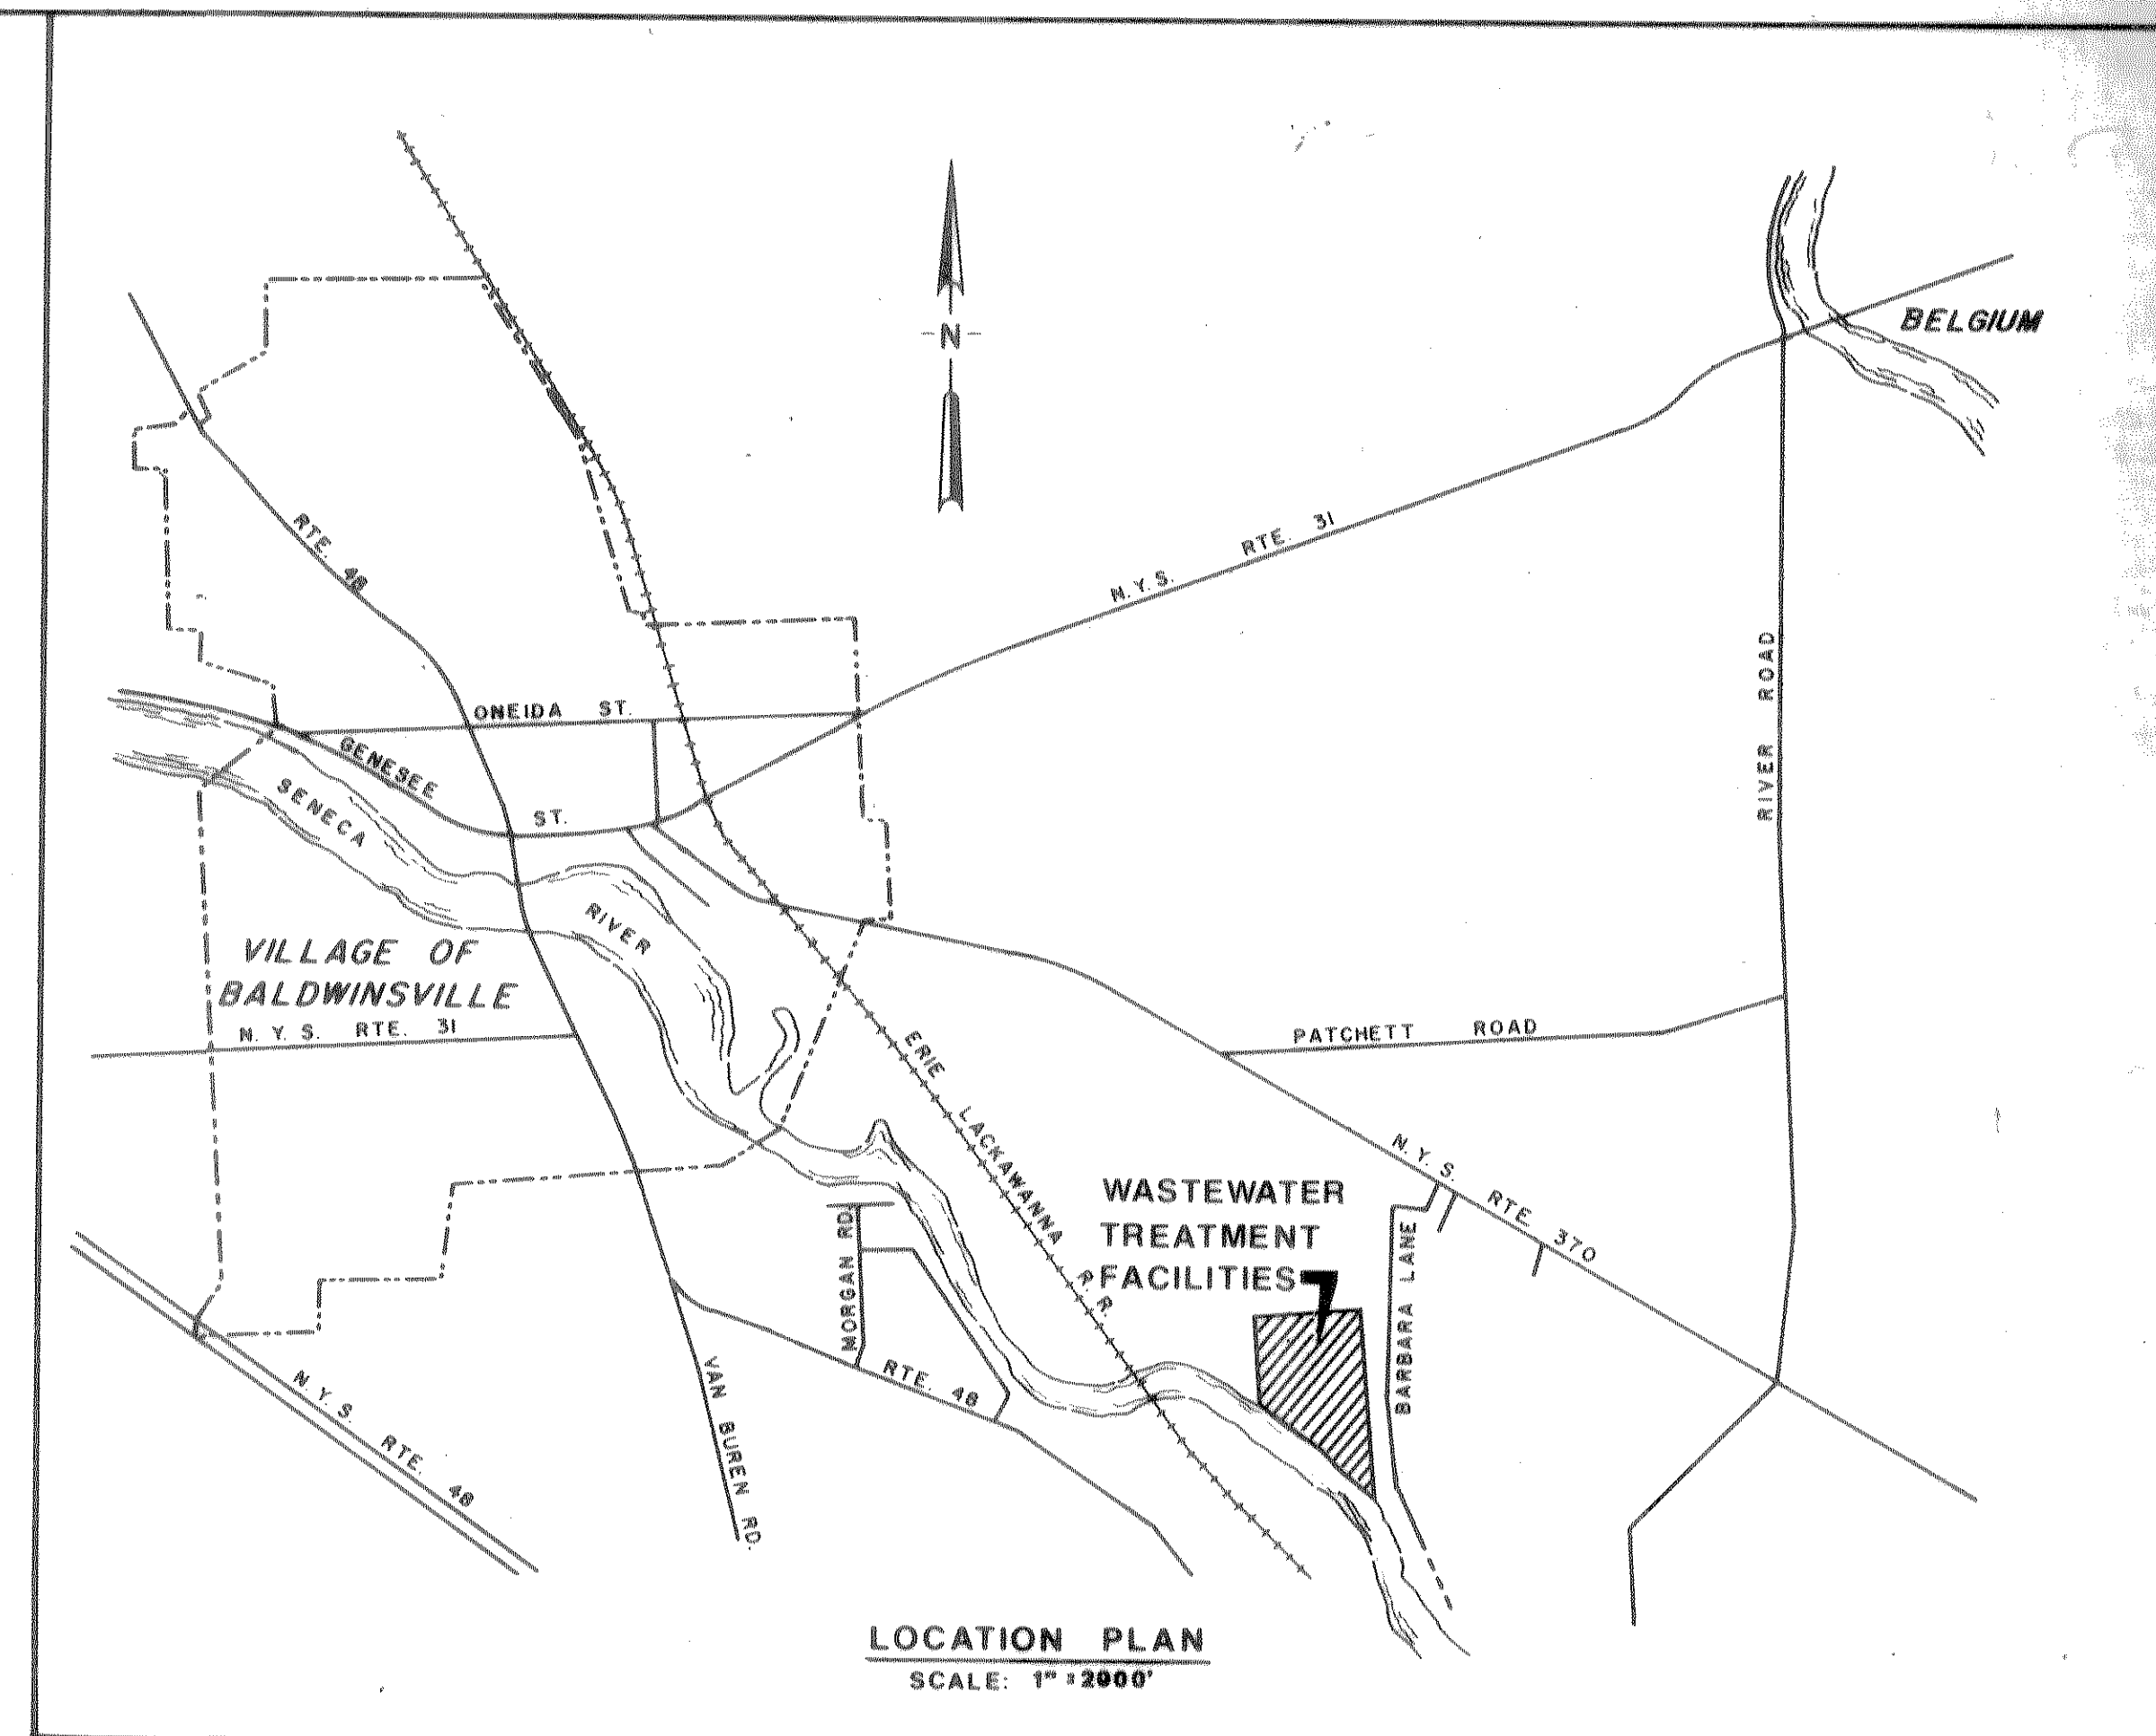 N
BELGIUM
RTE. 48
N.Y.S. RTE. 31
RIVER ROAD
ONEIDA ST.
GENESEE ST.
SENECA RIVER
VILLAGE OF
BALDWINSVILLE
N.Y.S. RTE. 31
PATCHETT ROAD
ERIE LACKAWANNA R.R.
N.Y.S. RTE. 370
WASTEWATER
TREATMENT
FACILITIES
BARBARA LANE
MORGAN RD.
RTE. 48
VAN BUREN RD.
N.Y.S. RTE. 48
LOCATION PLAN
SCALE: 1" = 2000'